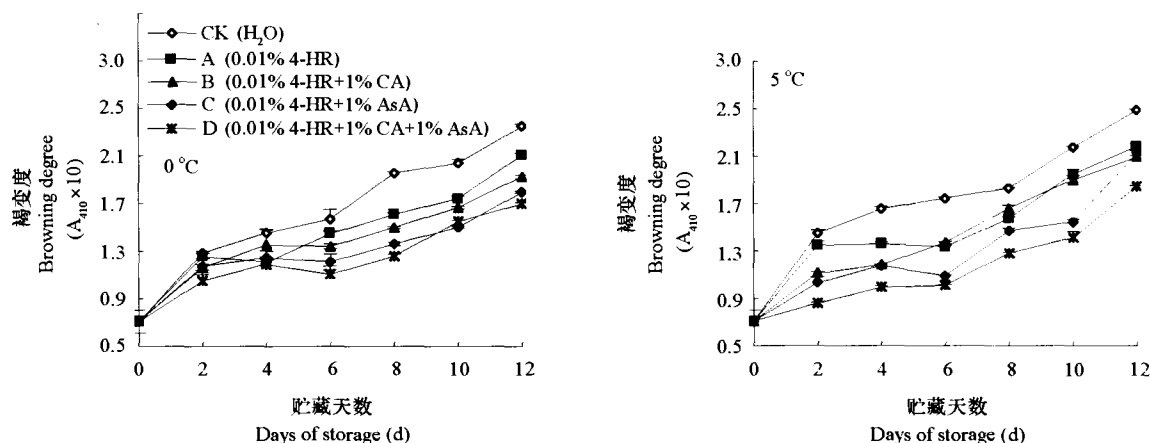 CK (H₂O)
A (0.01% 4-HR)
B (0.01% 4-HR+1% CA)
C (0.01% 4-HR+1% AsA)
D (0.01% 4-HR+1% CA+1% AsA)
0 °C
褐变度
Browning degree
(A₄₁₀×10)
3.0
2.5
2.1
1.7
1.3
0.9
0.5
0 2 4 6 8 10 12
贮藏天数
Days of storage (d)
5 °C
褐变度
Browning degree
(A₄₁₀×10)
3.0
2.5
2.1
1.7
1.3
0.9
0.5
0 2 4 6 8 10 12
贮藏天数
Days of storage (d)